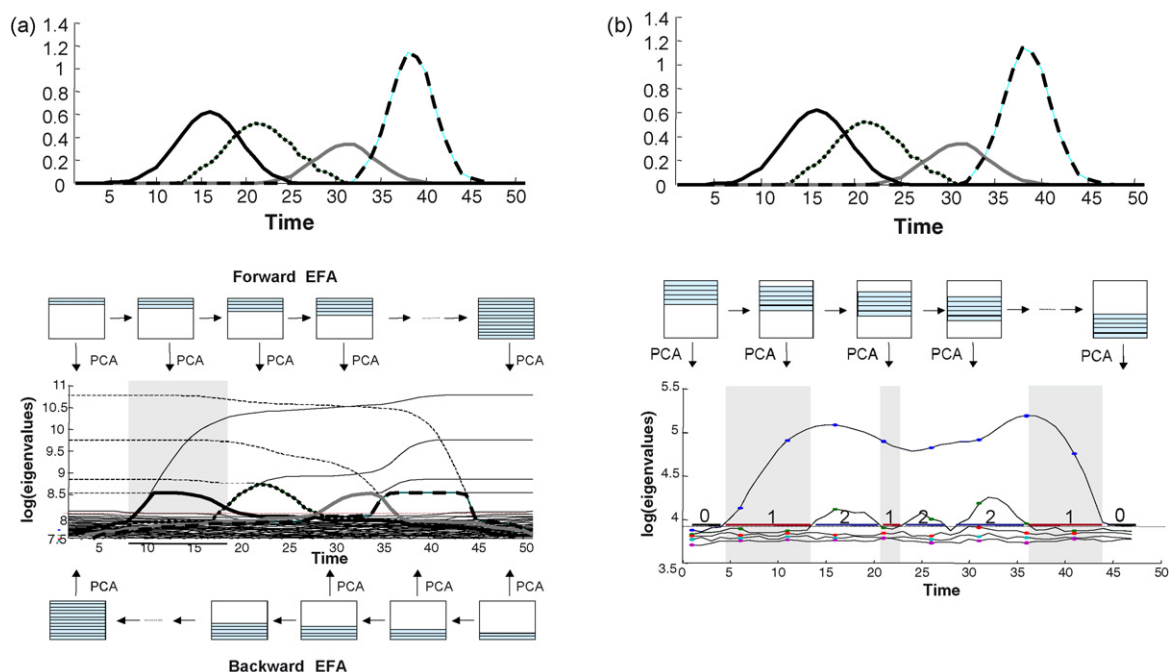 (a)
1.4
1.2
1
0.8
0.6
0.4
0.2
0
5 10 15 20 25 30 35 40 45 50
Time
Forward EFA
PCA PCA PCA PCA PCA
log(eigenvalues)
11
10.5
10
9.5
9
8.5
8
7.5
5 10 15 20 25 30 35 40 45 50
Time
PCA PCA PCA PCA
Backward EFA
(b)
1.4
1.2
1
0.8
0.6
0.4
0.2
0
5 10 15 20 25 30 35 40 45 50
Time
PCA PCA PCA PCA PCA
log(eigenvalues)
5.5
5
4.5
4
3.5
0 1 2 1 2 2 1 0
0 5 10 15 20 25 30 35 40 45 50
Time